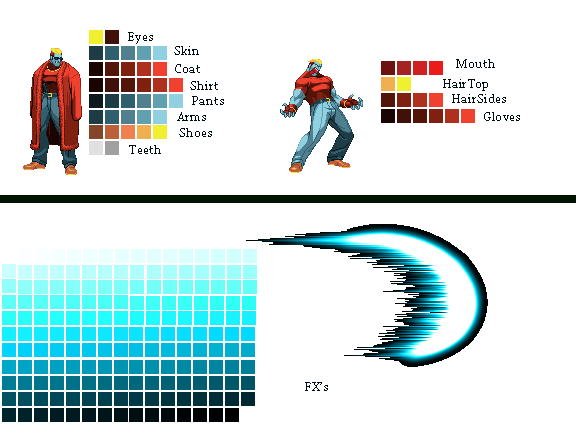 Eyes
Skin
Coat
Shirt
Pants
Arms
Shoes
Teeth
Mouth
HairTop
HairSides
Gloves
FX's